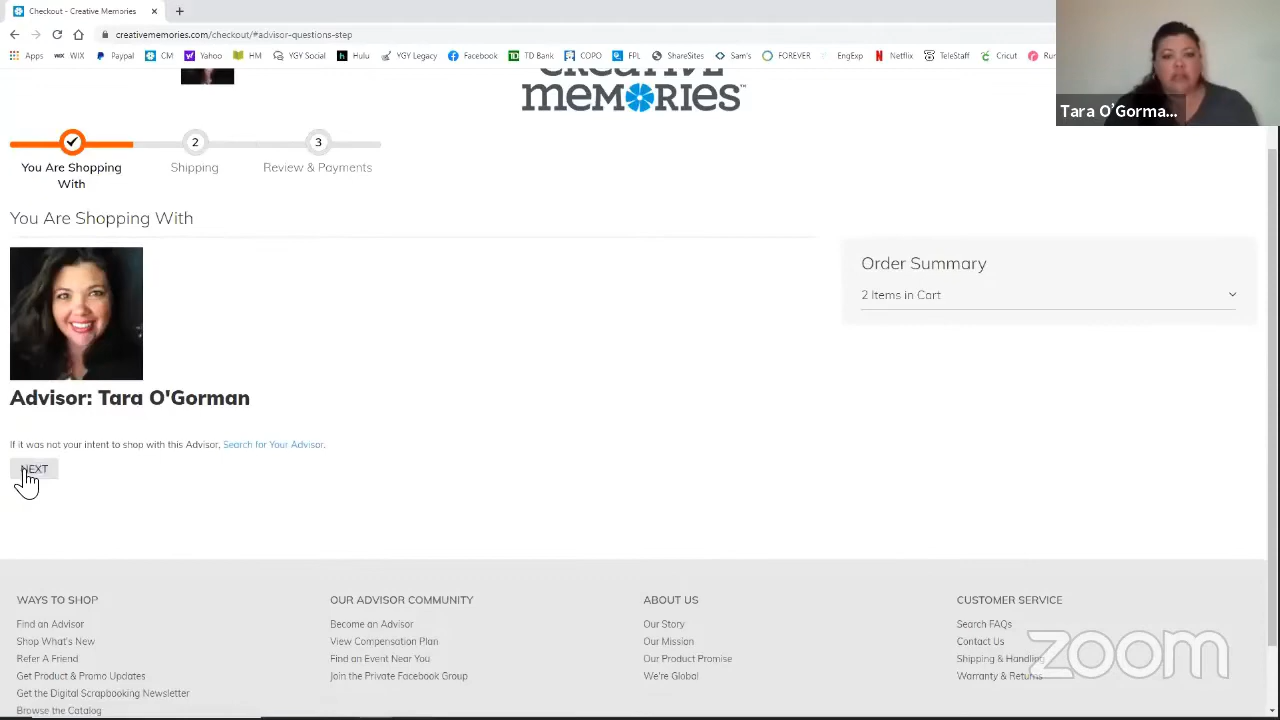 Checkout - Creative Memories
creativememories.com/checkout/#advisor-questions-step
Apps WIX WIX Paypal CM Yahoo HM YGY Social Hulu YGY Legacy Facebook TD Bank COPO FPL ShareSites Sam's FOREVER EngExp Netflix TeleStaff Cricut
Tara O'Gorma...
CREATIVE
MEMORIES™
2
3
You Are Shopping
With
Shipping
Review & Payments
You Are Shopping With
Order Summary
2 Items in Cart
Advisor: Tara O'Gorman
If it was not your intent to shop with this Advisor, Search for Your Advisor.
NEXT
WAYS TO SHOP
Find an Advisor
Shop What's New
Refer A Friend
Get Product & Promo Updates
Get the Digital Scrapbooking Newsletter
Browse the Catalog
OUR ADVISOR COMMUNITY
Become an Advisor
View Compensation Plan
Find an Event Near You
Join the Private Facebook Group
ABOUT US
Our Story
Our Mission
Our Product Promise
We're Global
CUSTOMER SERVICE
Search FAQs
Contact Us
Shipping & Handling
Warranty & Returns
zoom